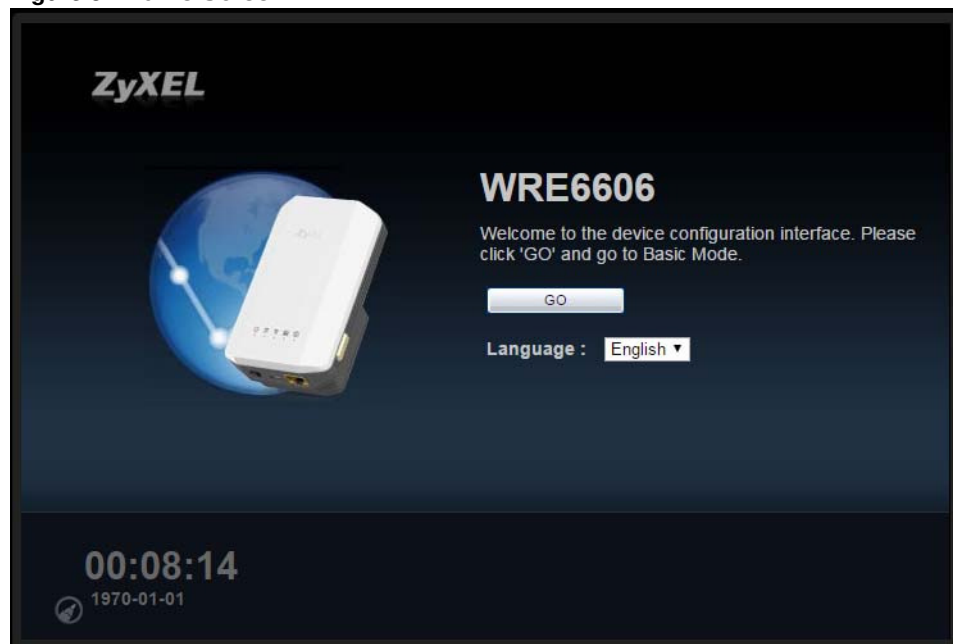 ZyXEL
WRE6606
Welcome to the device configuration interface. Please
click 'GO' and go to Basic Mode.
GO
Language : English
00:08:14
1970-01-01